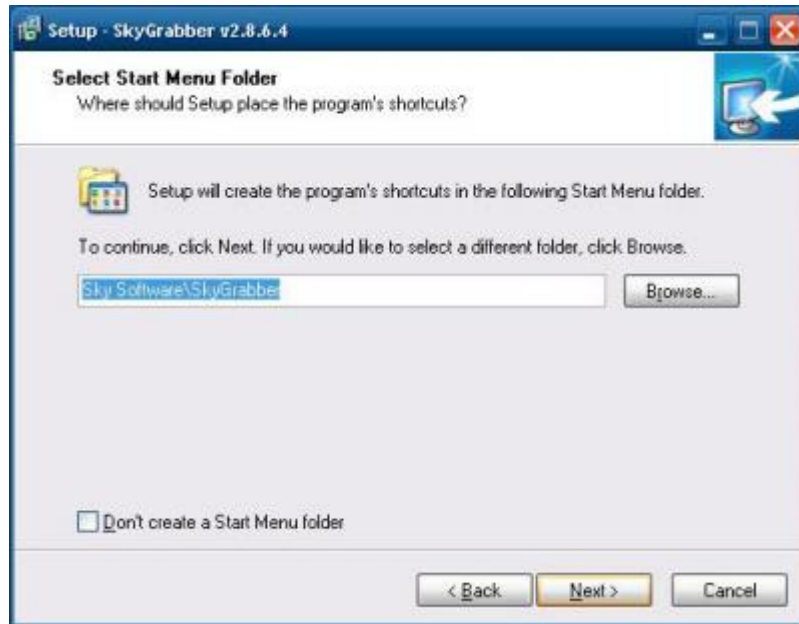 Setup - SkyGrabber v2.8.6.4
Select Start Menu Folder
Where should Setup place the program's shortcuts?
Setup will create the program's shortcuts in the following Start Menu folder.
To continue, click Next. If you would like to select a different folder, click Browse.
Sky Software\SkyGrabber
Browse...
Don't create a Start Menu folder
< Back Next > Cancel